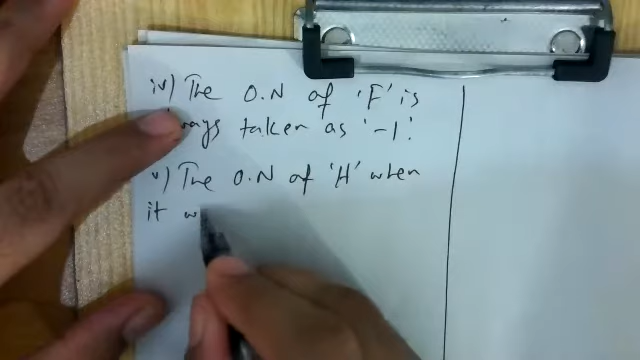 iv) The O.N of 'F' is
ways taken as '-1'.
v) The O.N of 'H' when
it w